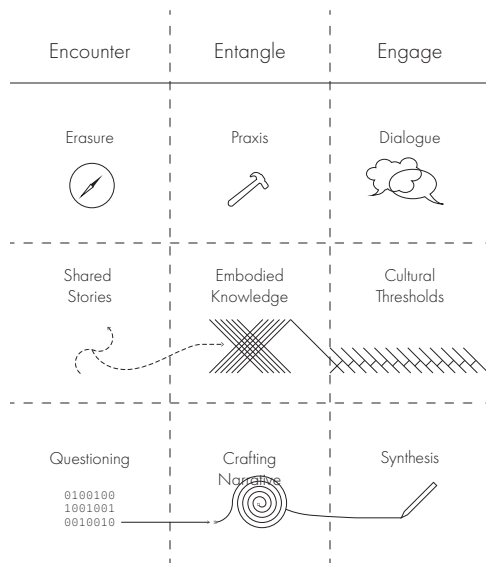 Encounter
Entangle
Engage
Erasure
Praxis
Dialogue
Shared
Stories
Embodied
Knowledge
Cultural
Thresholds
Questioning
Crafting
Narrative
Synthesis
0100100
1001001
0010010